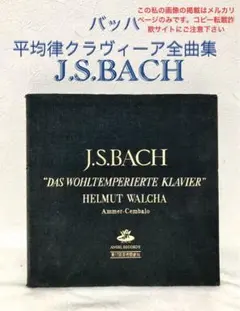 バッハ
この私の画像の掲載はメルカリ
ページのみです。コピー転載詐
欺サイトにご注意下さい
平均律クラヴィーア全曲集
J.S.BACH
J.S.BACH
"DAS WOHLTEMPERIERTE KLAVIER"
HELMUT WALCHA
Ammer-Cembalo
ANGEL RECORDS